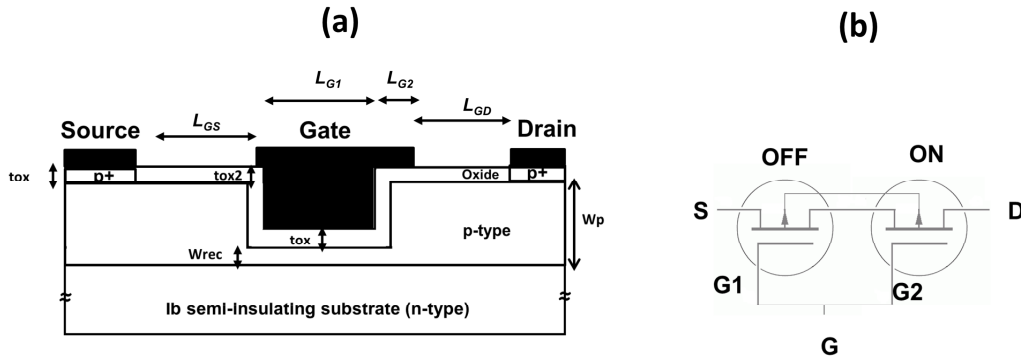 (a)
(b)
L_G1
L_G2
L_GS
L_GD
Source
Gate
Drain
tox
p+
tox2
Oxide
p+
tox
p-type
Wp
Wrec
Ib semi-insulating substrate (n-type)
OFF
ON
S
D
G1
G2
G